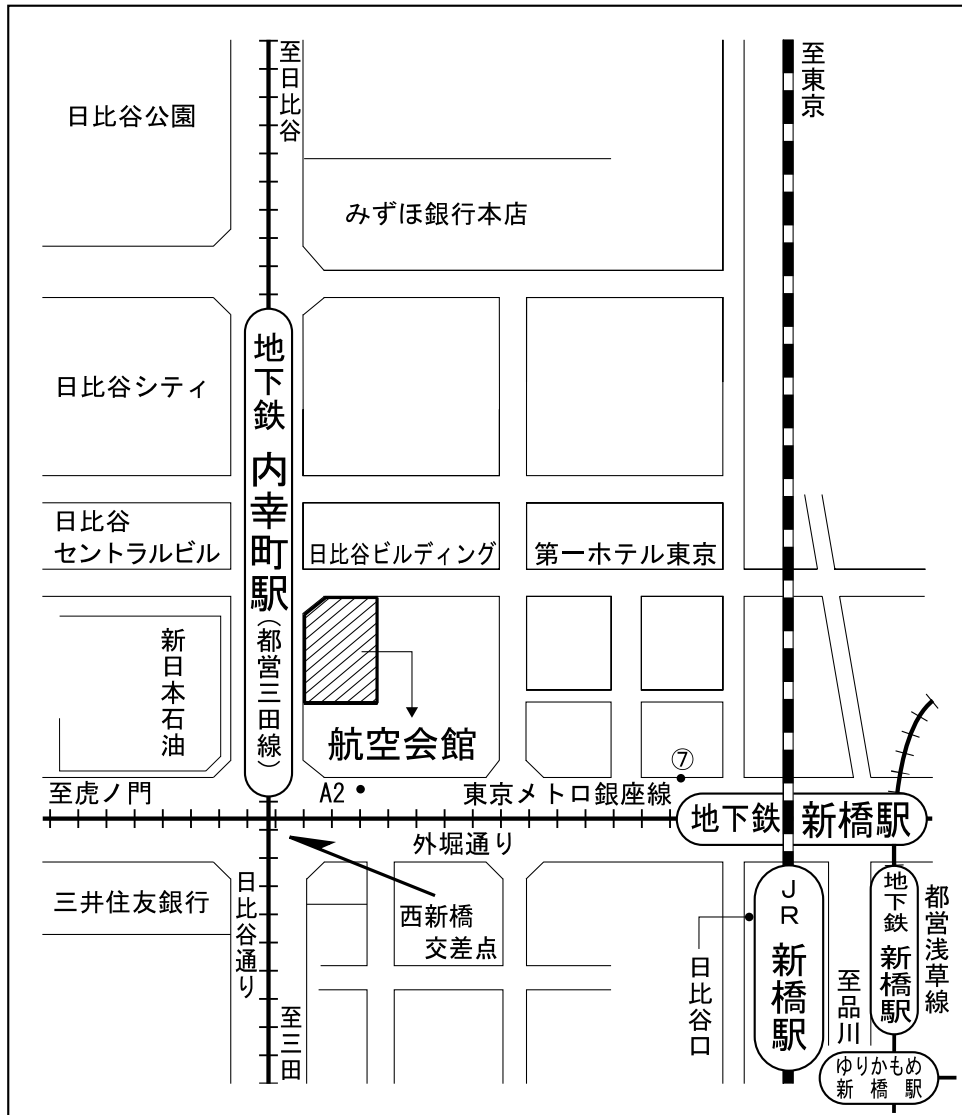 至日比谷
至東京
日比谷公園
みずほ銀行本店
日比谷シティ
地下鉄 内幸町駅(都営三田線)
日比谷
セントラルビル
日比谷ビルディング
第一ホテル東京
新日本石油
航空会館
⑦
至虎ノ門
A2
東京メトロ銀座線
地下鉄 新橋駅
外堀通り
三井住友銀行
日比谷通り
西新橋
交差点
至三田
日比谷口
JR 新橋駅
至品川
地下鉄 新橋駅
都営浅草線
ゆりかもめ
新橋駅